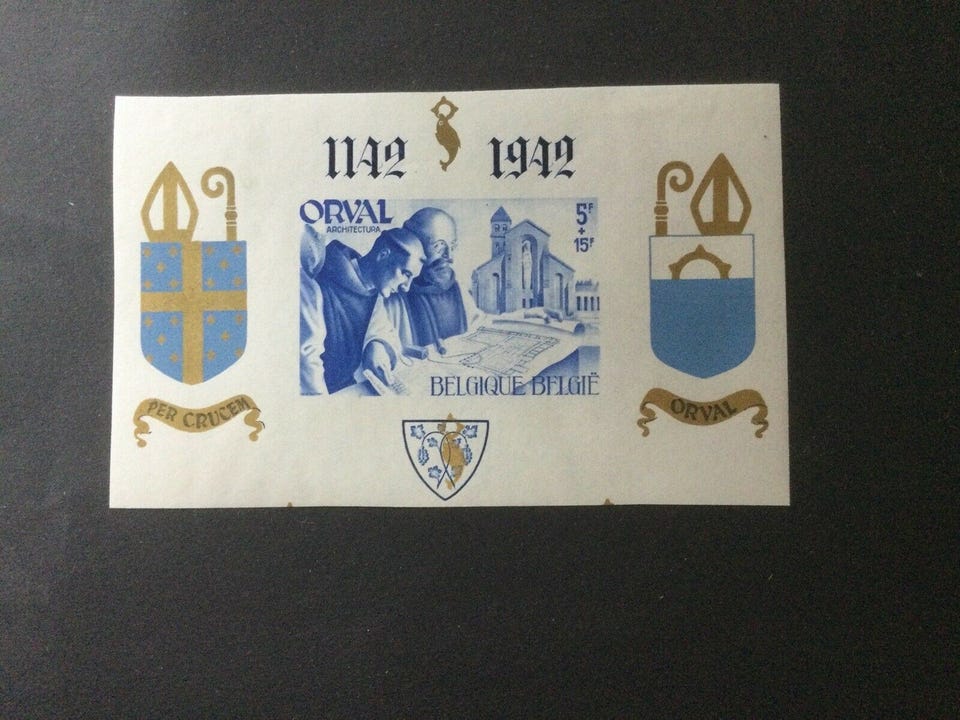 1142 1942
ORVAL
ARCHITECTURA
5F
+
15F
BELGIQUE BELGIË
PER CRUCEM
ORVAL